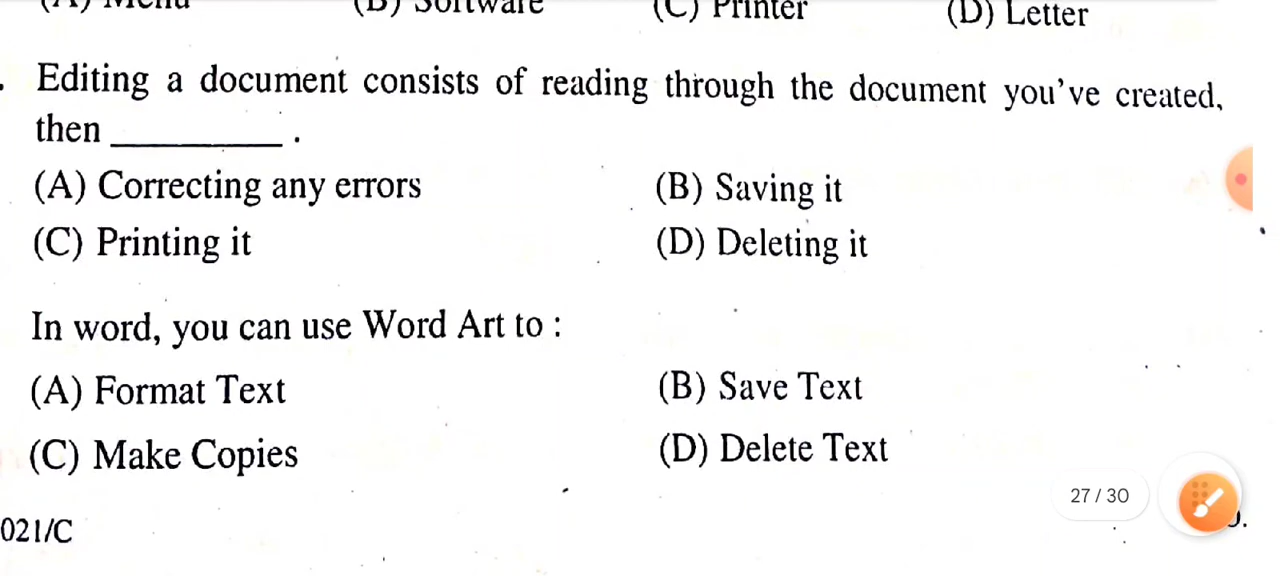 (A) Menu (B) Software (C) Printer (D) Letter
. Editing a document consists of reading through the document you've created,
then ________ .
(A) Correcting any errors (B) Saving it
(C) Printing it (D) Deleting it
In word, you can use Word Art to :
(A) Format Text (B) Save Text
(C) Make Copies (D) Delete Text
27 / 30
021/C